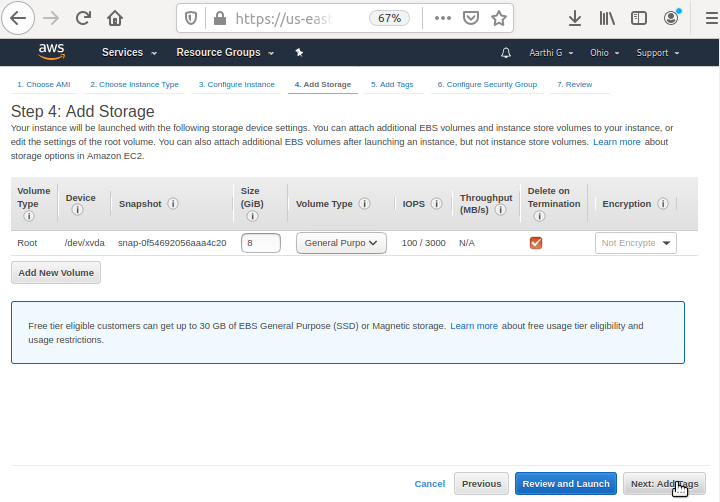 https://us-eas
67%
aws
Services
Resource Groups
Aarthi G
Ohio
Support
1. Choose AMI
2. Choose Instance Type
3. Configure Instance
4. Add Storage
5. Add Tags
6. Configure Security Group
7. Review
Step 4: Add Storage
Your instance will be launched with the following storage device settings. You can attach additional EBS volumes and instance store volumes to your instance, or
edit the settings of the root volume. You can also attach additional EBS volumes after launching an instance, but not instance store volumes. Learn more about
storage options in Amazon EC2.
Volume Type
Device
Snapshot
Size (GiB)
Volume Type
IOPS
Throughput (MB/s)
Delete on Termination
Encryption
Root
/dev/xvda
snap-0f54692056aaa4c20
8
General Purpo
100 / 3000
N/A
Not Encrypte
Add New Volume
Free tier eligible customers can get up to 30 GB of EBS General Purpose (SSD) or Magnetic storage. Learn more about free usage tier eligibility and
usage restrictions.
Cancel
Previous
Review and Launch
Next: Add Tags